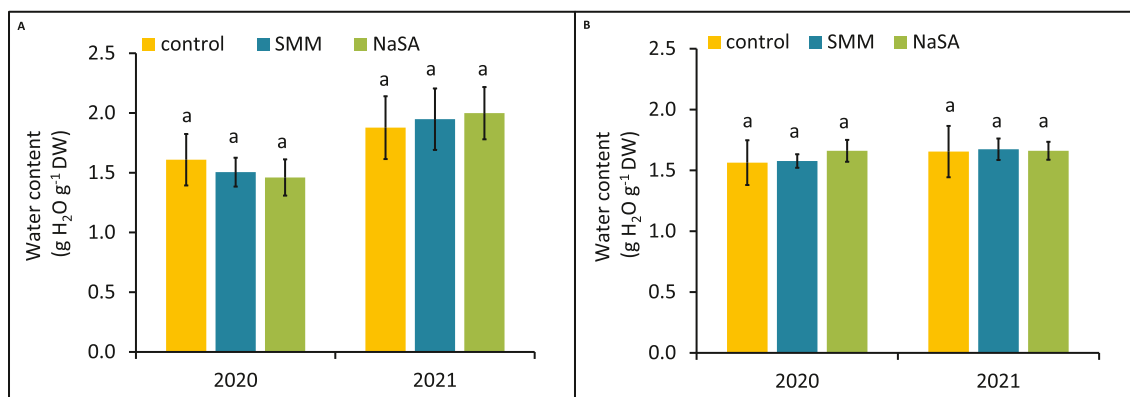 A
control SMM NaSA
2.5
2.0
1.5
1.0
0.5
0.0
Water content
(g H₂O g⁻¹ DW)
a a a a a a
2020 2021
B
control SMM NaSA
2.5
2.0
1.5
1.0
0.5
0.0
Water content
(g H₂O g⁻¹ DW)
a a a a a a
2020 2021